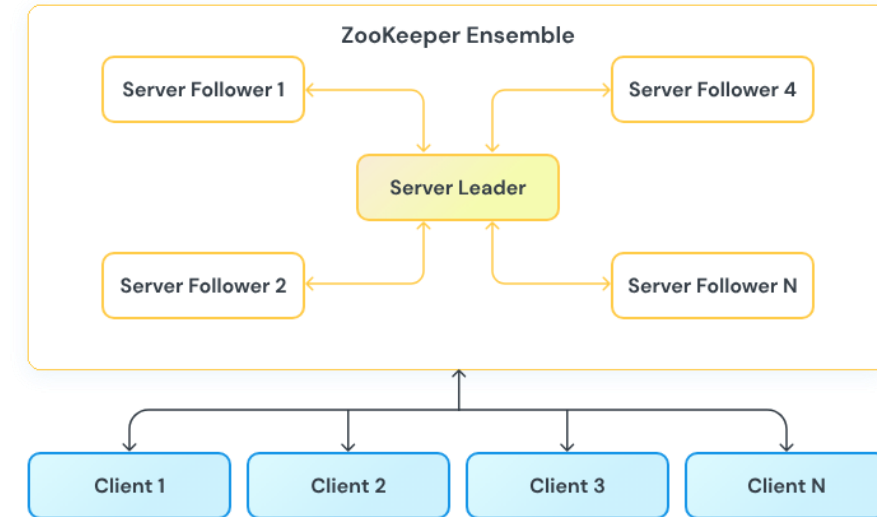 ZooKeeper Ensemble
Server Follower 1
Server Follower 4
Server Leader
Server Follower 2
Server Follower N
Client 1
Client 2
Client 3
Client N